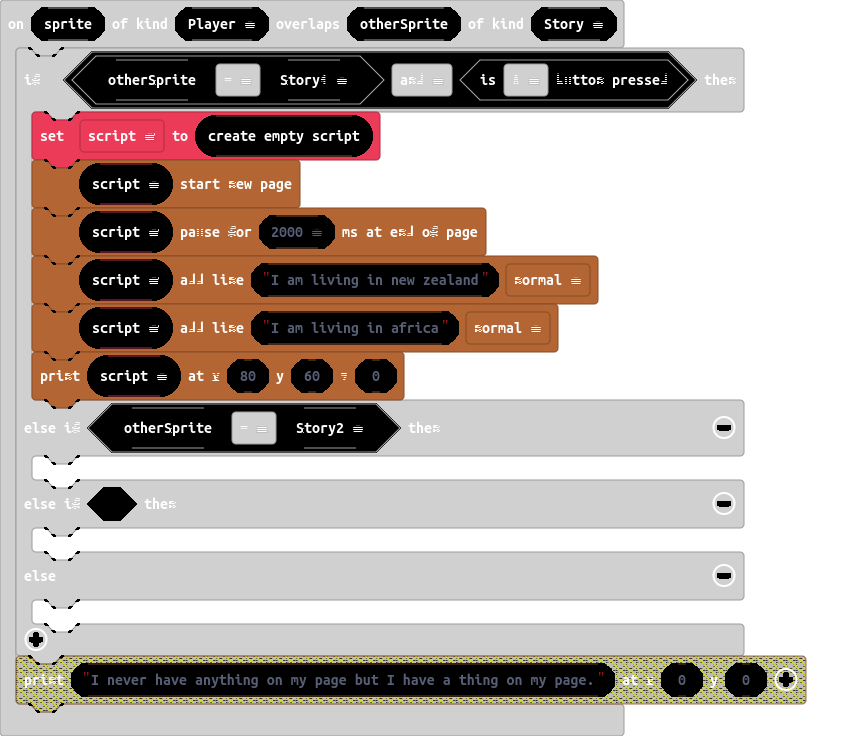 on sprite of kind Player overlaps otherSprite of kind Story
if otherSprite = Story1 and is A button pressed then
set script to create empty script
script start new page
script pause for 2000 ms at end of page
script add line "I am living in new zealand" normal
script add line "I am living in africa" normal
print script at x 80 y 60 z 0
else if otherSprite = Story2 then
else if then
else
print "I never have anything on my page but I have a thing on my page." at x 0 y 0